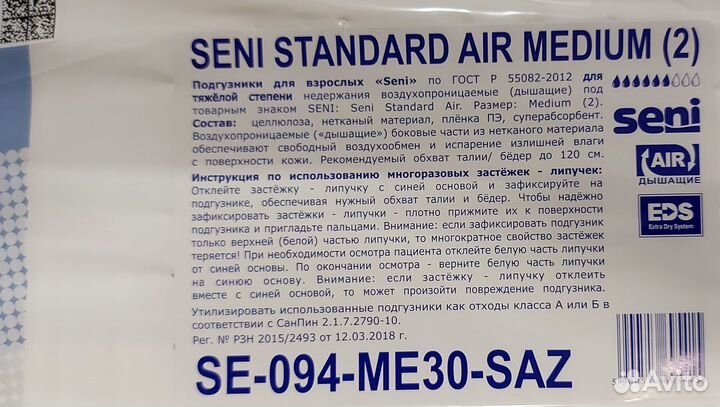 SENI STANDARD AIR MEDIUM (2)
Подгузники для взрослых «Seni» по ГОСТ Р 55082-2012 для
тяжёлой степени недержания воздухопроницаемые (дышащие) под
товарным знаком SENI: Seni Standard Air. Размер: Medium (2).
Состав: целлюлоза, нетканый материал, плёнка ПЭ, суперабсорбент.
Воздухопроницаемые («дышащие») боковые части из нетканого материала
обеспечивают свободный воздухообмен и испарение излишней влаги
с поверхности кожи. Рекомендуемый обхват талии/ бёдер до 120 см.
Инструкция по использованию многоразовых застёжек - липучек:
Отклейте застёжку - липучку с синей основой и зафиксируйте на
подгузнике, обеспечивая нужный обхват талии и бёдер. Чтобы надёжно
зафиксировать застёжки - липучки - плотно прижмите их к поверхности
подгузника и пригладьте пальцами. Внимание: если зафиксировать подгузник
только верхней (белой) частью липучки, то многократное свойство застёжек
теряется! При необходимости осмотра пациента отклейте белую часть липучки
от синей основы. По окончании осмотра - верните белую часть липучки
на синюю основу. Внимание: если застёжку - липучку отклеить
вместе с синей основой, то может произойти повреждение подгузника.
Утилизировать использованные подгузники как отходы класса А или Б в
соответствии с СанПин 2.1.7.2790-10.
Рег. № РЗН 2015/2493 от 12.03.2018 г.
SE-094-ME30-SAZ
seni
AIR
ДЫШАЩИЕ
EDS
Extra Dry System
Avito